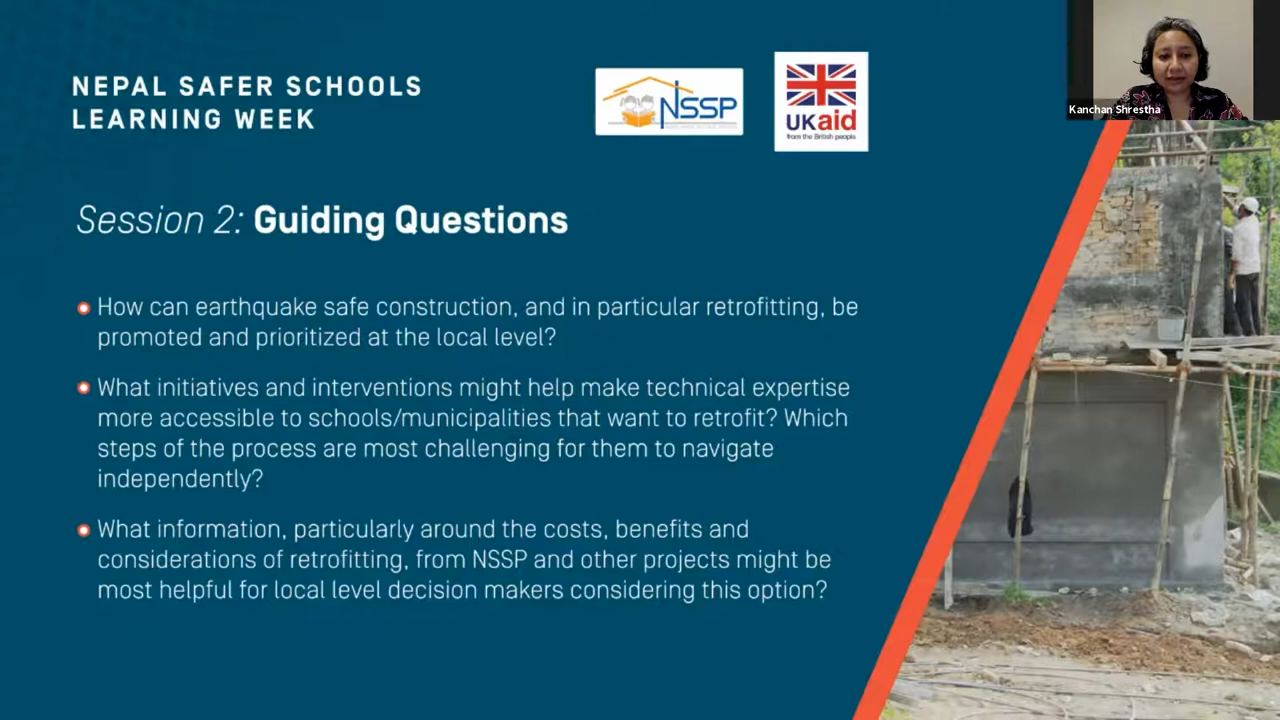 NEPAL SAFER SCHOOLS
LEARNING WEEK
NSSP
UKaid
from the British people
Kanchan Shrestha
Session 2: Guiding Questions
How can earthquake safe construction, and in particular retrofitting, be
promoted and prioritized at the local level?
What initiatives and interventions might help make technical expertise
more accessible to schools/municipalities that want to retrofit? Which
steps of the process are most challenging for them to navigate
independently?
What information, particularly around the costs, benefits and
considerations of retrofitting, from NSSP and other projects might be
most helpful for local level decision makers considering this option?